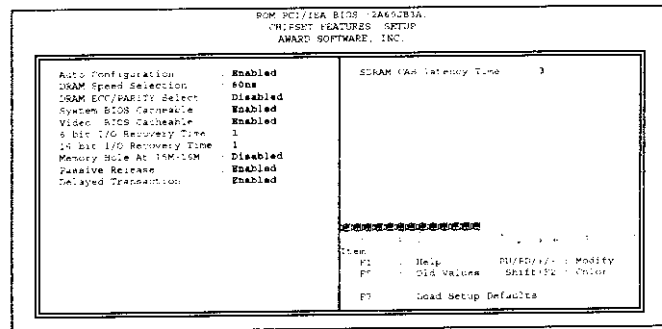 ROM PCI/ISA BIOS 2A69JB3A
CHIPSET FEATURES SETUP
AWARD SOFTWARE, INC.
Auto Configuration : Enabled
DRAM Speed Selection : 60ns
DRAM ECC/PARITY Select Disabled
System BIOS Cacheable Enabled
Video BIOS Cacheable Enabled
8 bit I/O Recovery Time 1
16 bit I/O Recovery Time 1
Memory Hole At 15M-16M : Disabled
Passive Release : Enabled
Delayed Transaction Enabled
SDRAM CAS latency Time 3
Item
F1 : Help PU/PD/+/- : Modify
F5 : Old Values Shift+F2 : Color
F7 Load Setup Defaults